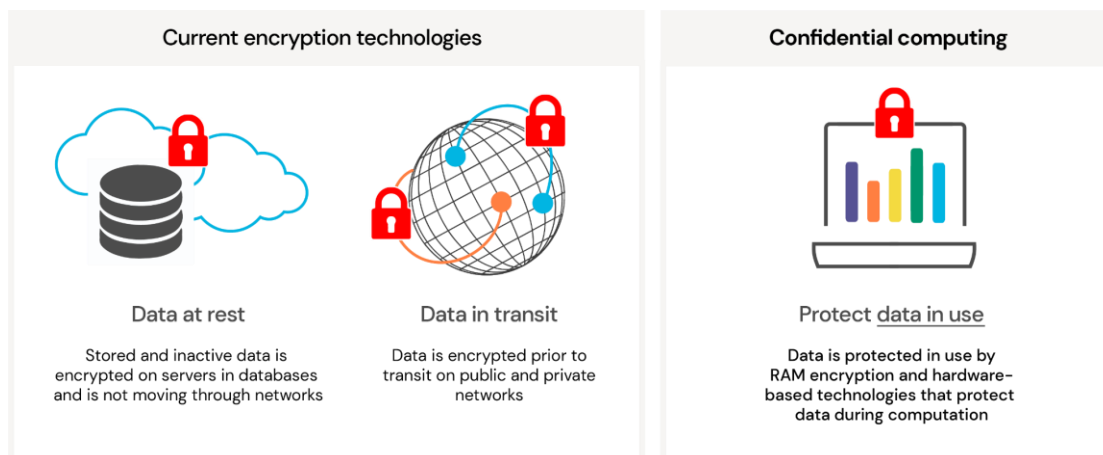 Current encryption technologies
Data at rest
Stored and inactive data is
encrypted on servers in databases
and is not moving through networks
Data in transit
Data is encrypted prior to
transit on public and private
networks
Confidential computing
Protect data in use
Data is protected in use by
RAM encryption and hardware-
based technologies that protect
data during computation